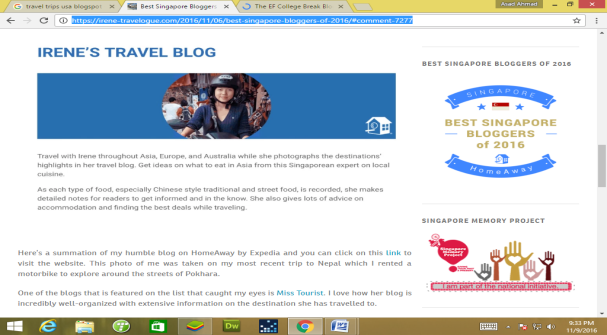 travel trips usa blogspot
Best Singapore Bloggers
The EF College Break Blo
Asad Ahmad
https://irene-travelogue.com/2016/11/06/best-singapore-bloggers-of-2016/#comment-7277
IRENE'S TRAVEL BLOG
Travel with Irene throughout Asia, Europe, and Australia while she photographs the destinations'
highlights in her travel blog. Get ideas on what to eat in Asia from this Singaporean expert on local
cuisine.
As each type of food, especially Chinese style traditional and street food, is recorded, she makes
detailed notes for readers to get informed and in the know. She also gives lots of advice on
accommodation and finding the best deals while traveling.
Here's a summation of my humble blog on HomeAway by Expedia and you can click on this link to
visit the website. This photo of me was taken on my most recent trip to Nepal which I rented a
motorbike to explore around the streets of Pokhara.
One of the blogs that is featured on the list that caught my eyes is Miss Tourist. I love how her blog is
incredibly well-organized with extensive information on the destination she has travelled to.
BEST SINGAPORE BLOGGERS OF 2016
SINGAPORE
BEST SINGAPORE
BLOGGERS
of 2016
HomeAway
SINGAPORE MEMORY PROJECT
Singapore
Memory
Project
I am part of the national initiative.
Dw
9:33 PM
11/9/2016